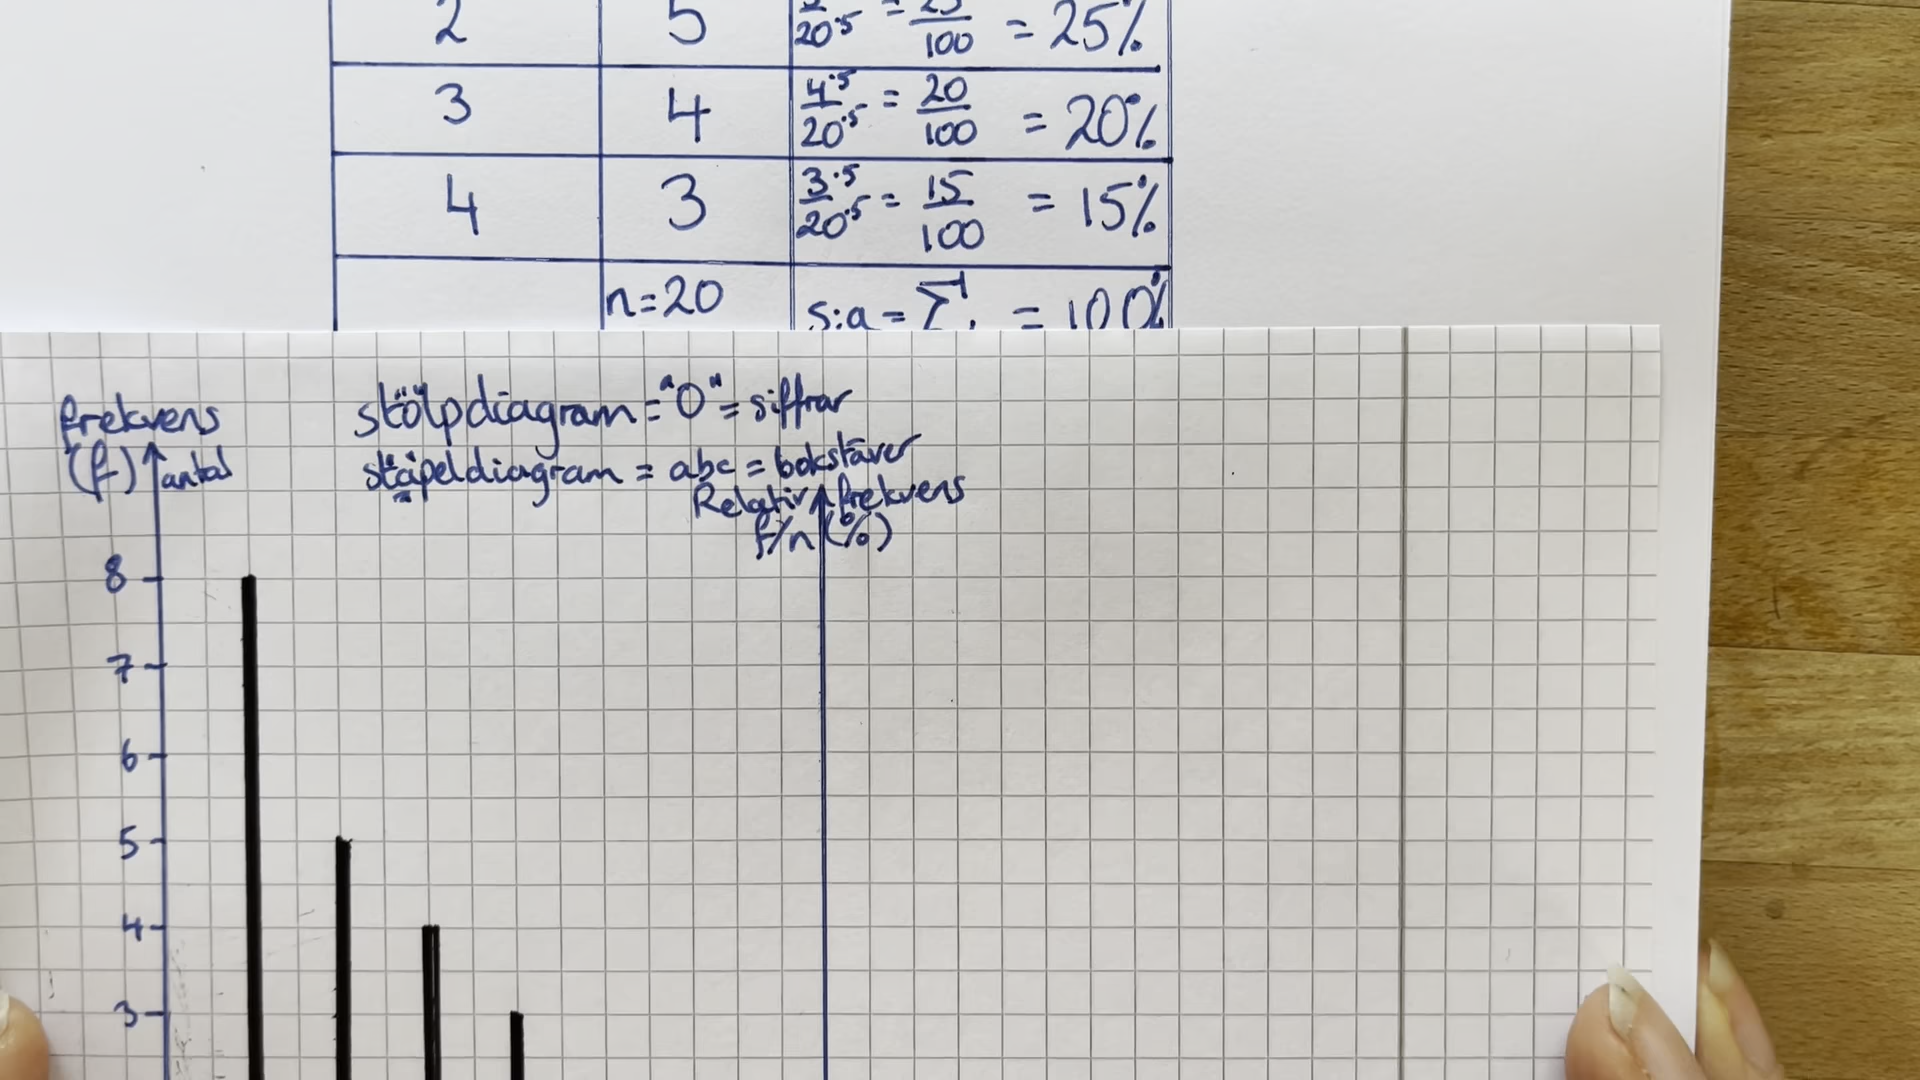 2 5 /20·5 = 25/100 = 25%
3 4 4·5/20·5 = 20/100 = 20%
4 3 3·5/20·5 = 15/100 = 15%
n=20 s:a = Σ = 100%
frekvens
(f) antal
stolpdiagram = "0" = siffror
stapeldiagram = abc = bokstäver
Relativ frekvens
f/n (%)
8
7
6
5
4
3